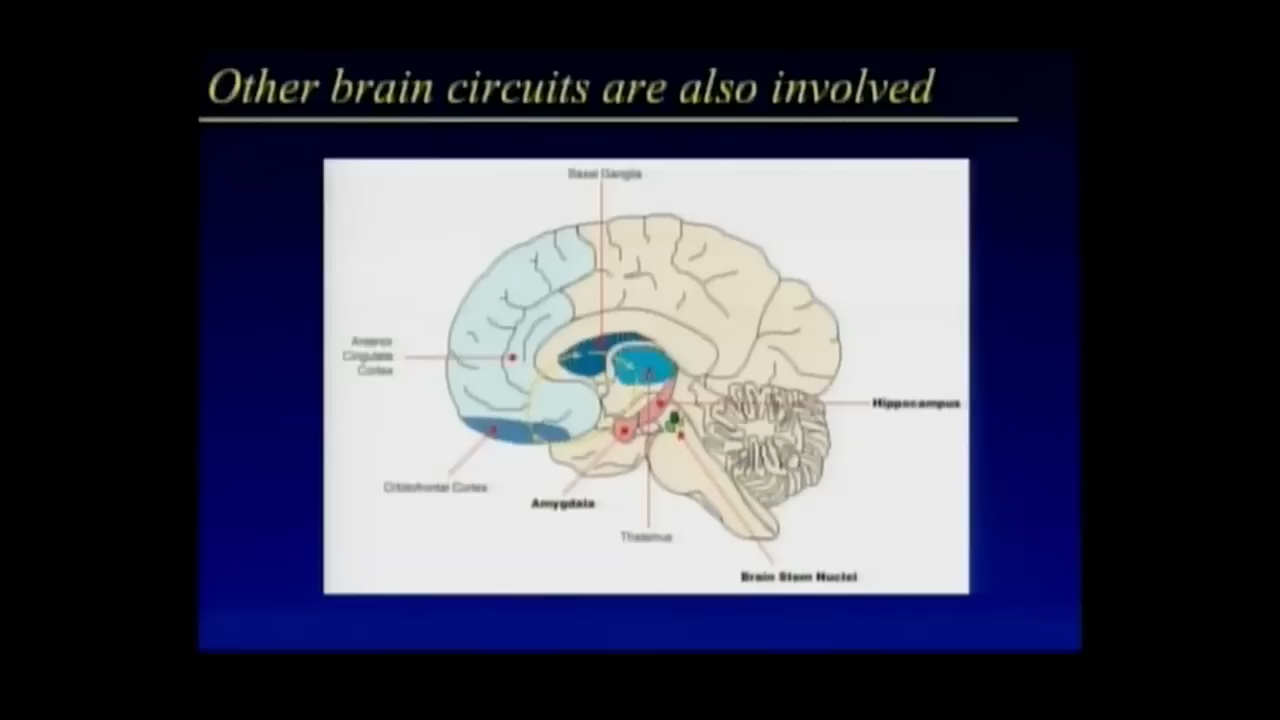 Other brain circuits are also involved
Basal Ganglia
Anterior
Cingulate
Cortex
Hippocampus
Orbitofrontal Cortex
Amygdala
Thalamus
Brain Stem Nuclei